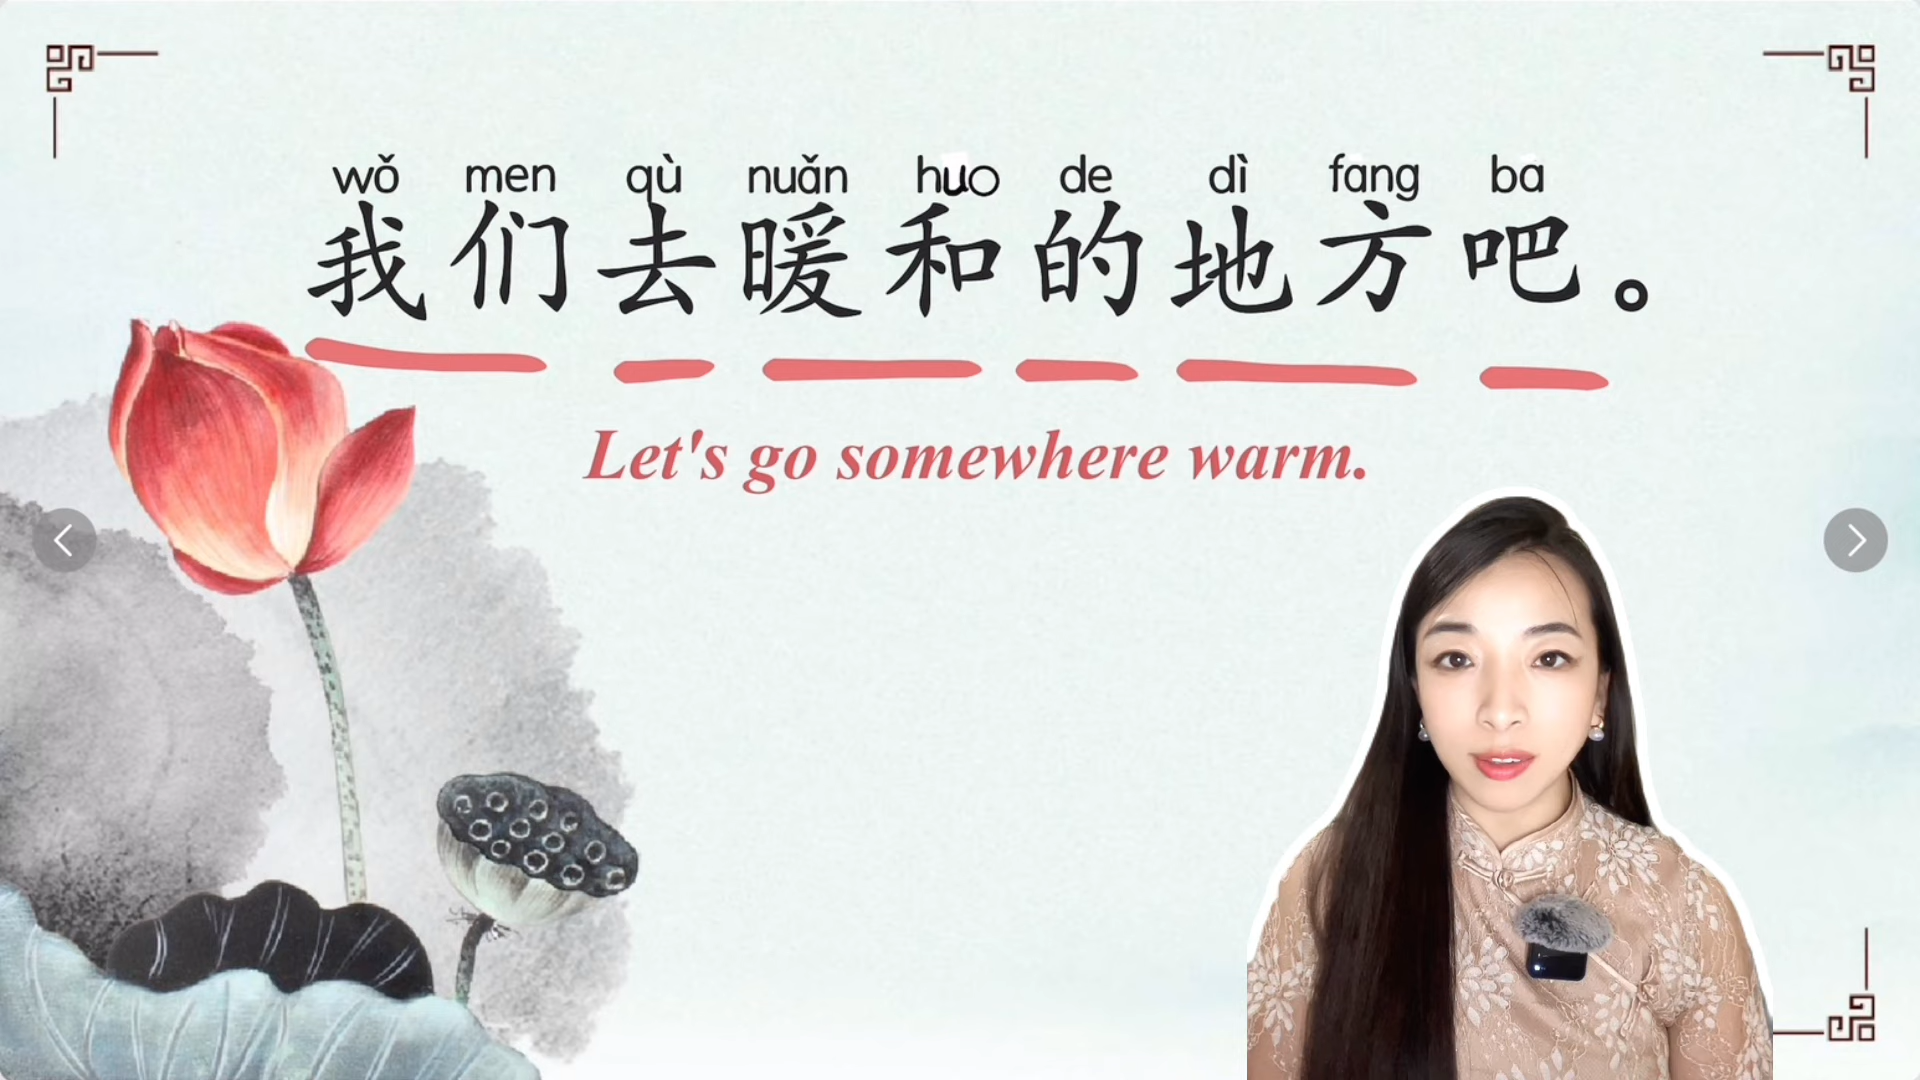 wǒ men qù nuǎn huo de dì fang ba
我们去暖和的地方吧。
Let's go somewhere warm.